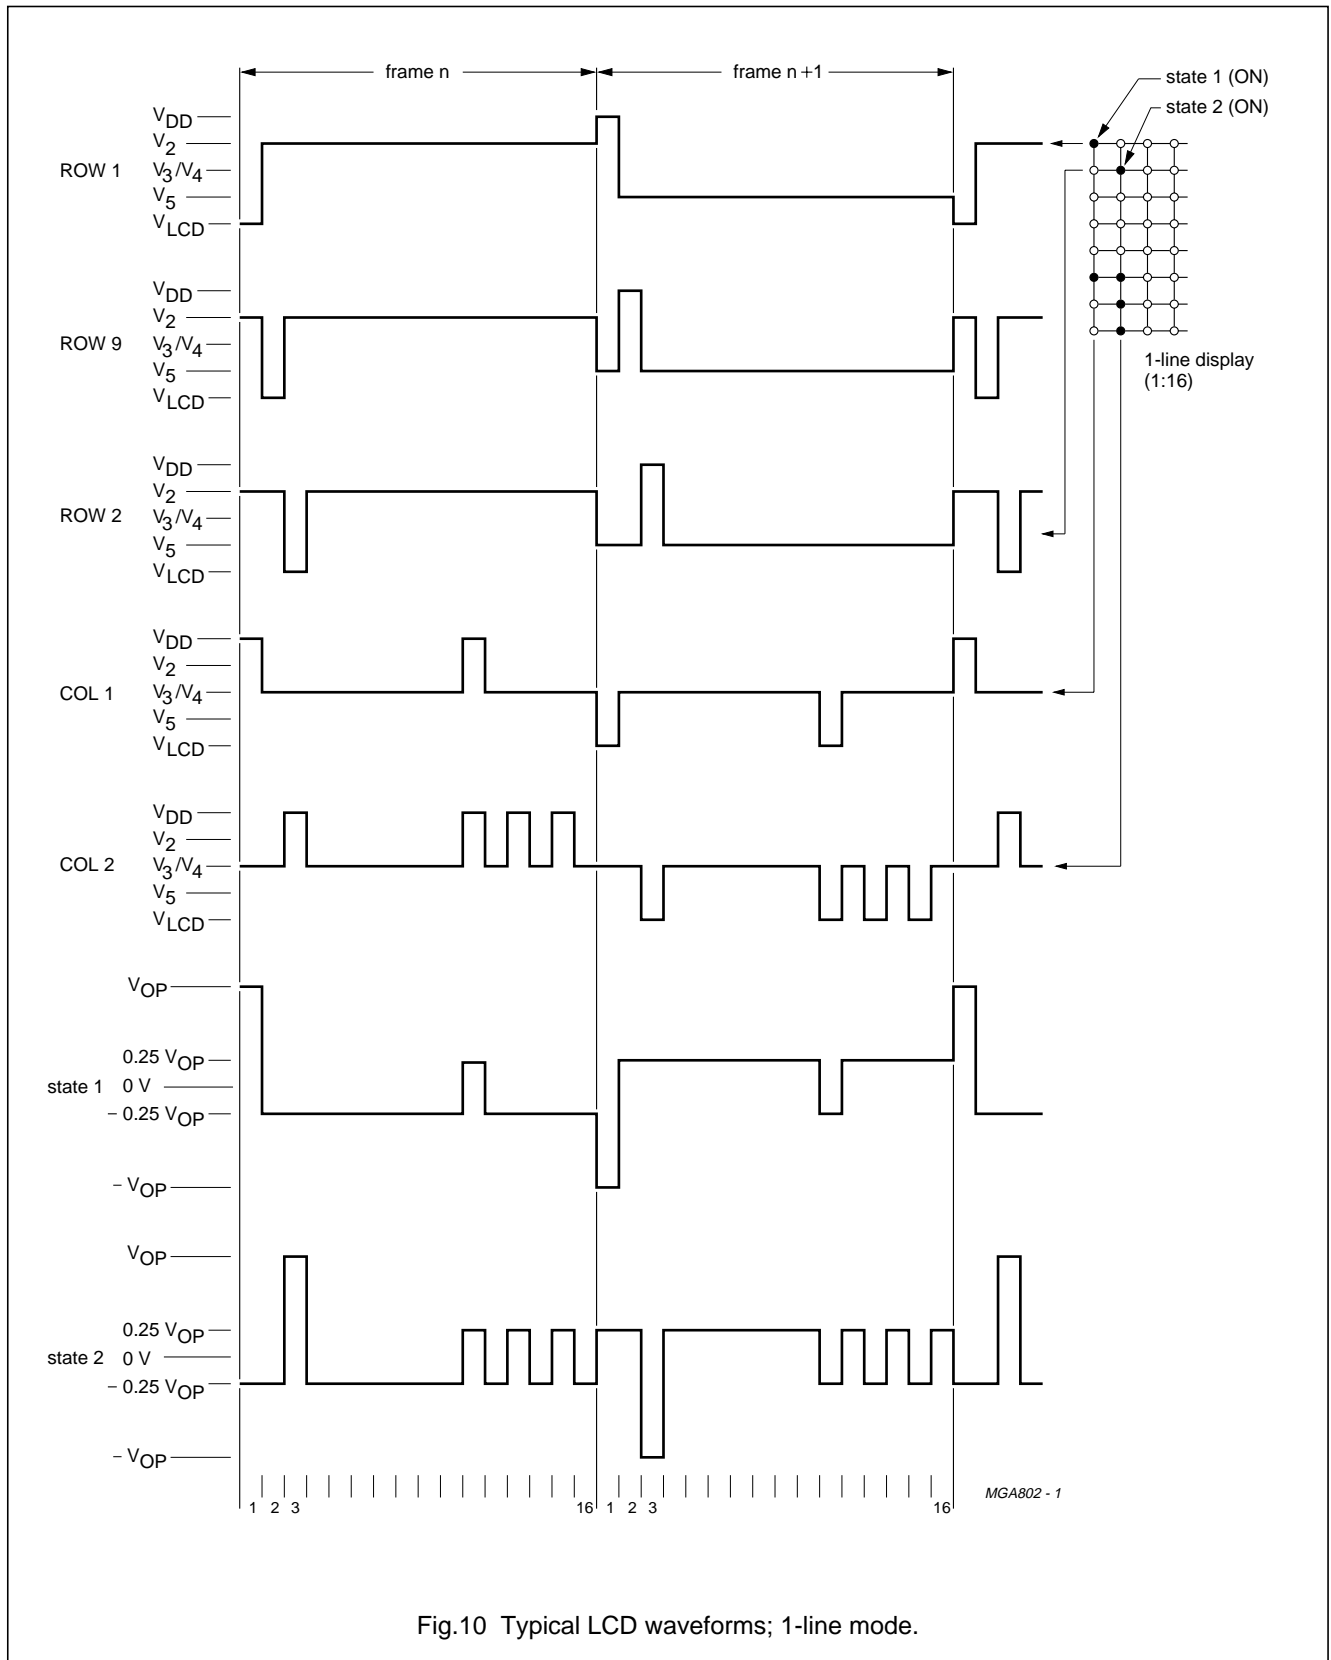 frame n
frame n +1
state 1 (ON)
state 2 (ON)
VDD
V2
ROW 1 V3/V4
V5
VLCD
VDD
V2
ROW 9 V3/V4
V5
VLCD
1-line display
(1:16)
VDD
V2
ROW 2 V3/V4
V5
VLCD
VDD
V2
COL 1 V3/V4
V5
VLCD
VDD
V2
COL 2 V3/V4
V5
VLCD
VOP
0.25 VOP
state 1 0 V
– 0.25 VOP
– VOP
VOP
0.25 VOP
state 2 0 V
– 0.25 VOP
– VOP
1 2 3 16 1 2 3 16
MGA802 - 1
Fig.10 Typical LCD waveforms; 1-line mode.